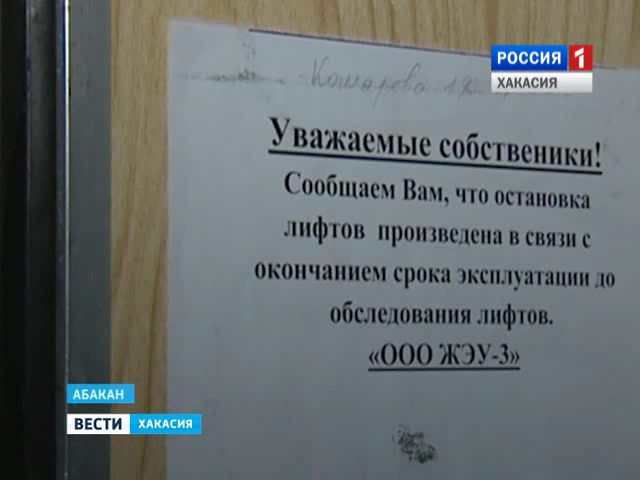 РОССИЯ 1
ХАКАСИЯ
Комарова
Уважаемые собственики!
Сообщаем Вам, что остановка
лифтов произведена в связи с
окончанием срока эксплуатации до
обследования лифтов.
«ООО ЖЭУ-3»
АБАКАН
ВЕСТИ ХАКАСИЯ